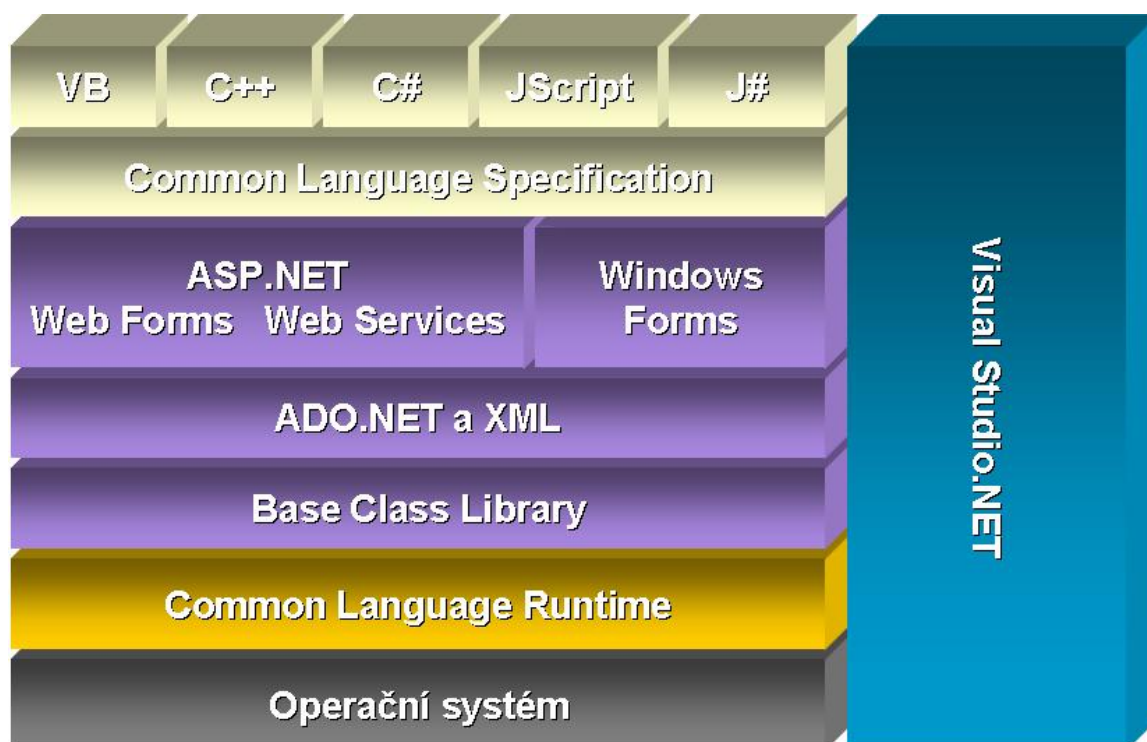 VB
C++
C#
JScript
J#
Common Language Specification
ASP.NET
Web Forms Web Services
Windows
Forms
ADO.NET a XML
Base Class Library
Common Language Runtime
Operační systém
Visual Studio.NET